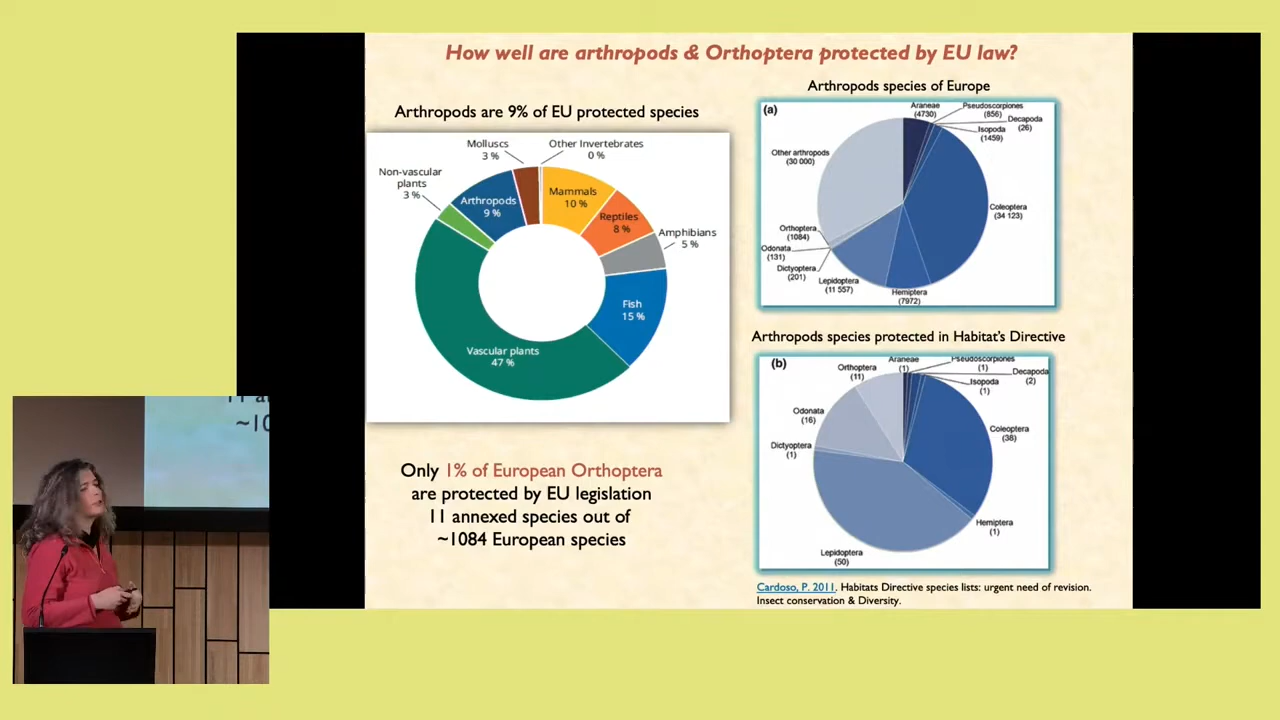 How well are arthropods & Orthoptera protected by EU law?
Arthropods are 9% of EU protected species
Molluscs
3 %
Other Invertebrates
0 %
Non-vascular
plants
3 %
Arthropods
9 %
Mammals
10 %
Reptiles
8 %
Amphibians
5 %
Fish
15 %
Vascular plants
47 %
Only 1% of European Orthoptera
are protected by EU legislation
11 annexed species out of
~1084 European species
Arthropods species of Europe
(a)
Araneae
(4730)
Pseudoscorpiones
(856)
Decapoda
(26)
Isopoda
(1459)
Other arthropods
(30 000)
Coleoptera
(34 123)
Orthoptera
(1084)
Odonata
(131)
Dictyoptera
(201)
Lepidoptera
(11 557)
Hemiptera
(7972)
Arthropods species protected in Habitat's Directive
(b)
Araneae
(1)
Pseudoscorpiones
(1)
Decapoda
(2)
Isopoda
(1)
Orthoptera
(11)
Odonata
(16)
Coleoptera
(38)
Dictyoptera
(1)
Hemiptera
(1)
Lepidoptera
(50)
Cardoso, P. 2011. Habitats Directive species lists: urgent need of revision.
Insect conservation & Diversity.
~10